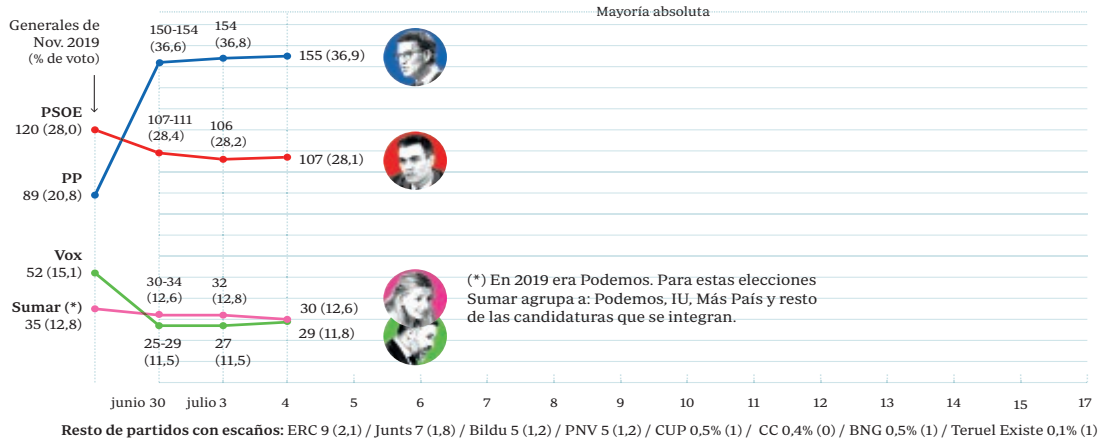 Mayoría absoluta
Generales de
Nov. 2019
(% de voto)
150-154
(36,6)
154
(36,8)
155 (36,9)
PSOE
120 (28,0)
107-111
(28,4)
106
(28,2)
107 (28,1)
PP
89 (20,8)
Vox
52 (15,1)
30-34
(12,6)
32
(12,8)
30 (12,6)
Sumar (*)
35 (12,8)
25-29
(11,5)
27
(11,5)
29 (11,8)
(*) En 2019 era Podemos. Para estas elecciones
Sumar agrupa a: Podemos, IU, Más País y resto
de las candidaturas que se integran.
junio 30 julio 3 4 5 6 7 8 9 10 11 12 13 14 15 16 17
Resto de partidos con escaños: ERC 9 (2,1) / Junts 7 (1,8) / Bildu 5 (1,2) / PNV 5 (1,2) / CUP 0,5% (1) / CC 0,4% (0) / BNG 0,5% (1) / Teruel Existe 0,1% (1)